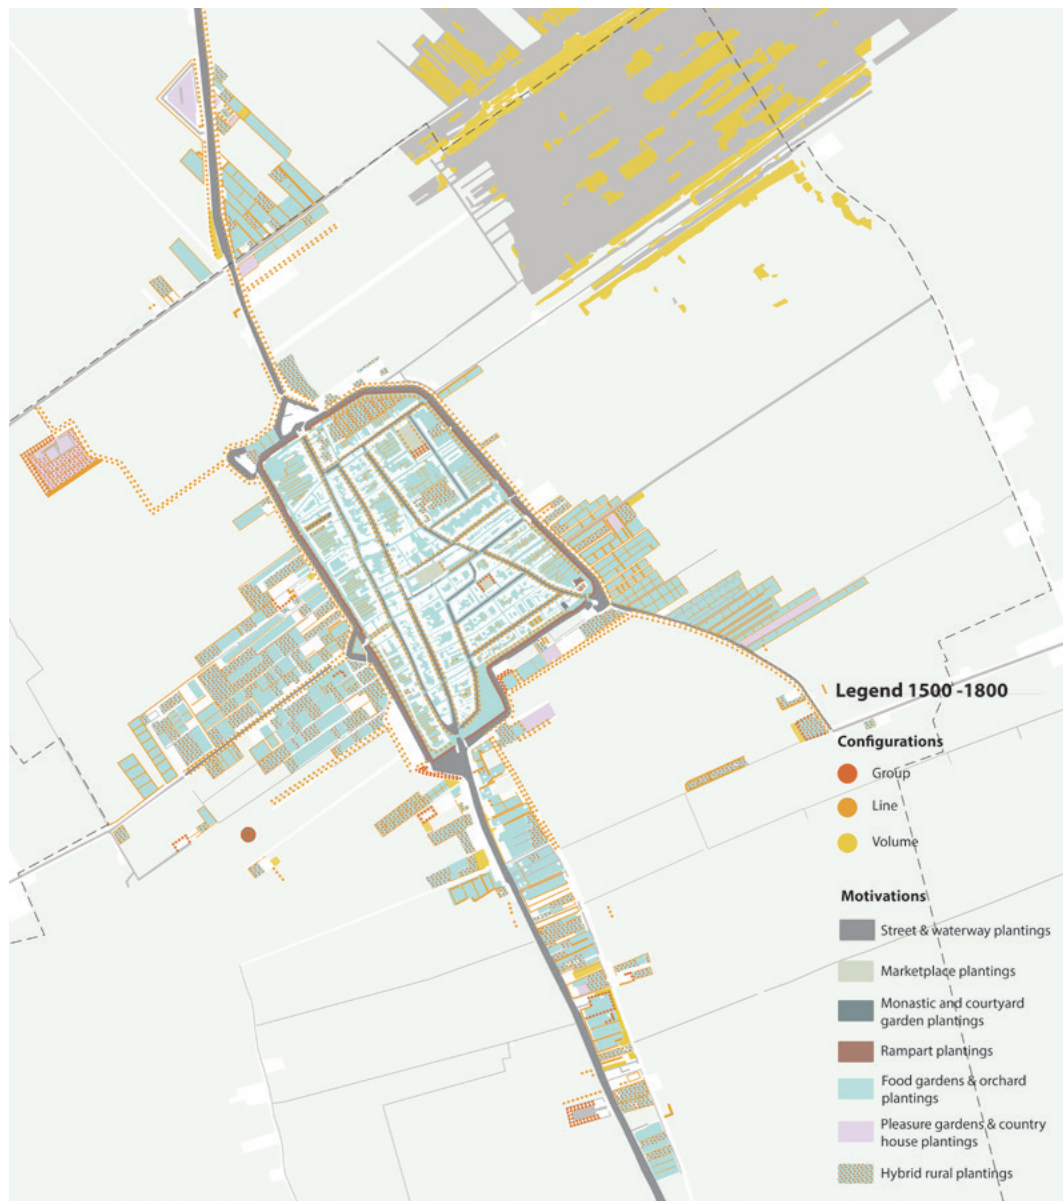 Legend 1500 -1800
Configurations
Group
Line
Volume
Motivations
Street & waterway plantings
Marketplace plantings
Monastic and courtyard
garden plantings
Rampart plantings
Food gardens & orchard
plantings
Pleasure gardens & country
house plantings
Hybrid rural plantings